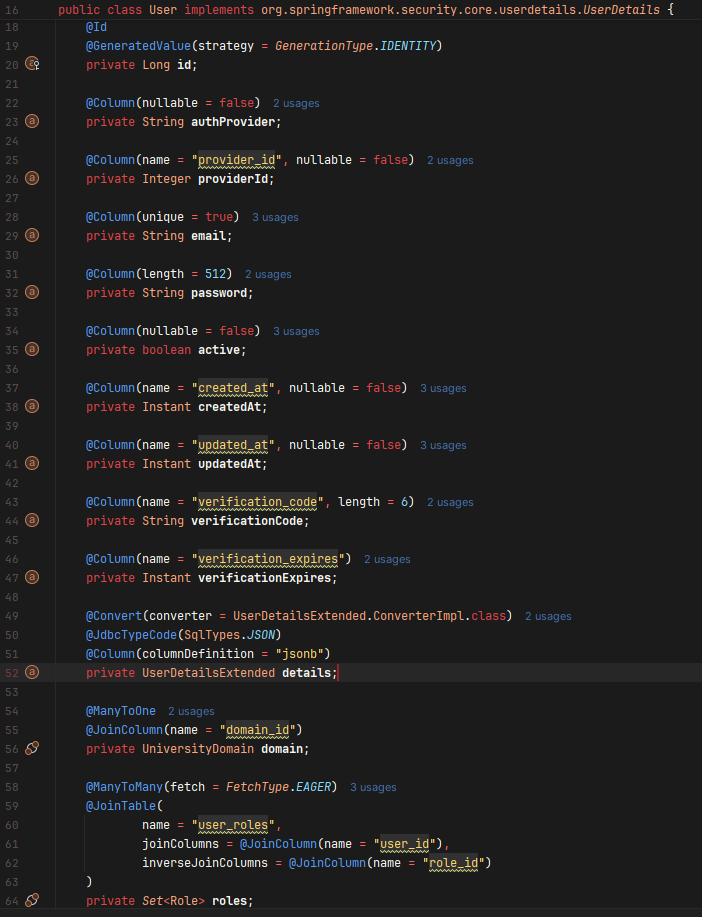 16 public class User implements org.springframework.security.core.userdetails.UserDetails {
18 @Id
19 @GeneratedValue(strategy = GenerationType.IDENTITY)
20 private Long id;
21
22 @Column(nullable = false) 2 usages
23 private String authProvider;
24
25 @Column(name = "provider_id", nullable = false) 2 usages
26 private Integer providerId;
27
28 @Column(unique = true) 3 usages
29 private String email;
30
31 @Column(length = 512) 2 usages
32 private String password;
33
34 @Column(nullable = false) 3 usages
35 private boolean active;
36
37 @Column(name = "created_at", nullable = false) 3 usages
38 private Instant createdAt;
39
40 @Column(name = "updated_at", nullable = false) 3 usages
41 private Instant updatedAt;
42
43 @Column(name = "verification_code", length = 6) 2 usages
44 private String verificationCode;
45
46 @Column(name = "verification_expires") 2 usages
47 private Instant verificationExpires;
48
49 @Convert(converter = UserDetailsExtended.ConverterImpl.class) 2 usages
50 @JdbcTypeCode(SqlTypes.JSON)
51 @Column(columnDefinition = "jsonb")
52 private UserDetailsExtended details;
53
54 @ManyToOne 2 usages
55 @JoinColumn(name = "domain_id")
56 private UniversityDomain domain;
57
58 @ManyToMany(fetch = FetchType.EAGER) 3 usages
59 @JoinTable(
60 name = "user_roles",
61 joinColumns = @JoinColumn(name = "user_id"),
62 inverseJoinColumns = @JoinColumn(name = "role_id")
63 )
64 private Set<Role> roles;